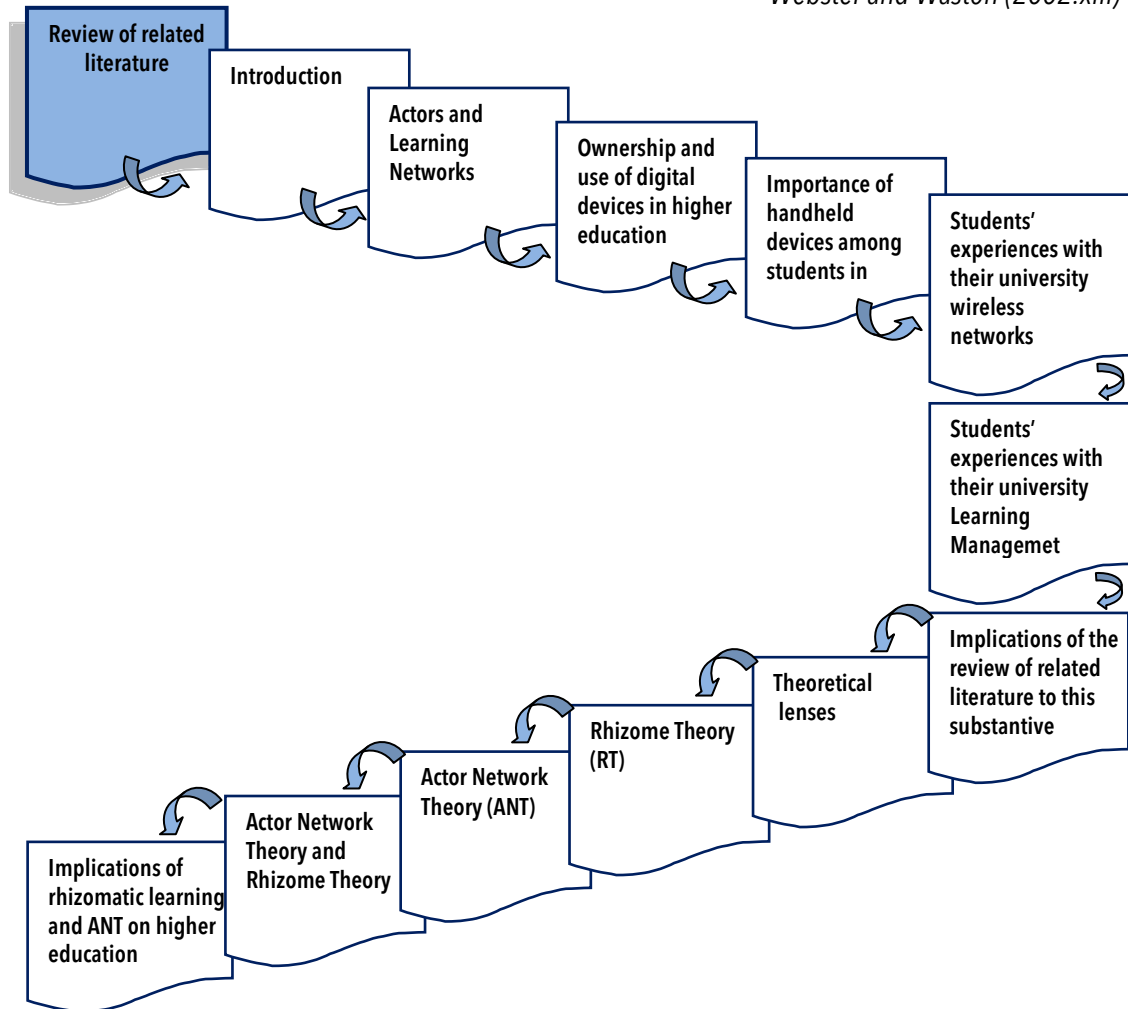 Webster and Waston (2002:xiii)
Review of related
literature
Introduction
Actors and
Learning
Networks
Ownership and
use of digital
devices in higher
education
Importance of
handheld
devices among
students in
Students'
experiences with
their university
wireless
networks
Students'
experiences with
their university
Learning
Managemet
Implications of the
review of related
literature to this
substantive
Theoretical
lenses
Rhizome Theory
(RT)
Actor Network
Theory (ANT)
Actor Network
Theory and
Rhizome Theory
Implications of
rhizomatic learning
and ANT on higher
education